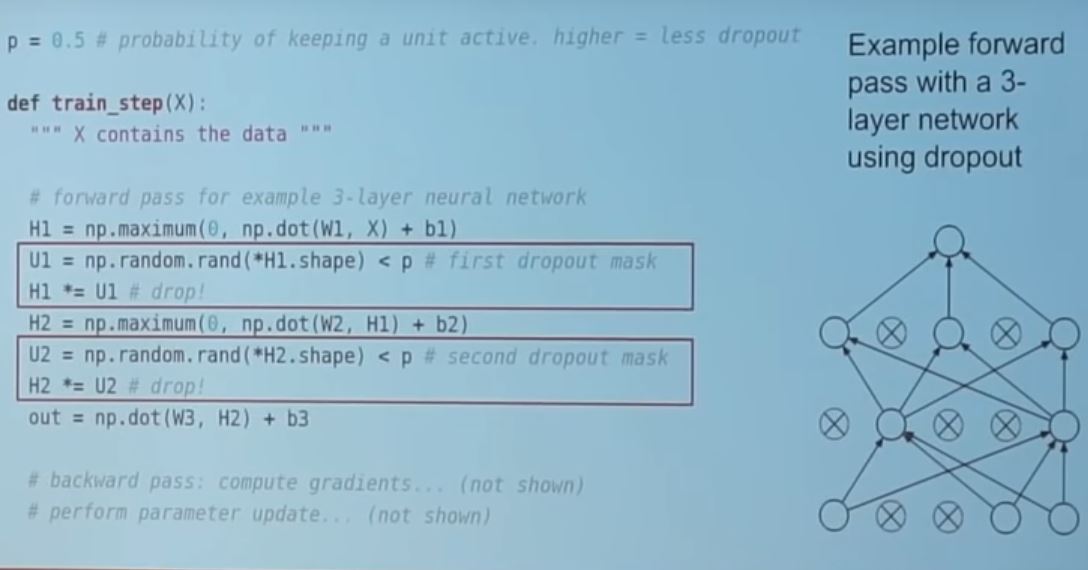 p = 0.5 # probability of keeping a unit active. higher = less dropout
def train_step(X):
""" X contains the data """
# forward pass for example 3-layer neural network
H1 = np.maximum(0, np.dot(W1, X) + b1)
U1 = np.random.rand(*H1.shape) < p # first dropout mask
H1 *= U1 # drop!
H2 = np.maximum(0, np.dot(W2, H1) + b2)
U2 = np.random.rand(*H2.shape) < p # second dropout mask
H2 *= U2 # drop!
out = np.dot(W3, H2) + b3
# backward pass: compute gradients... (not shown)
# perform parameter update... (not shown)
Example forward
pass with a 3-
layer network
using dropout